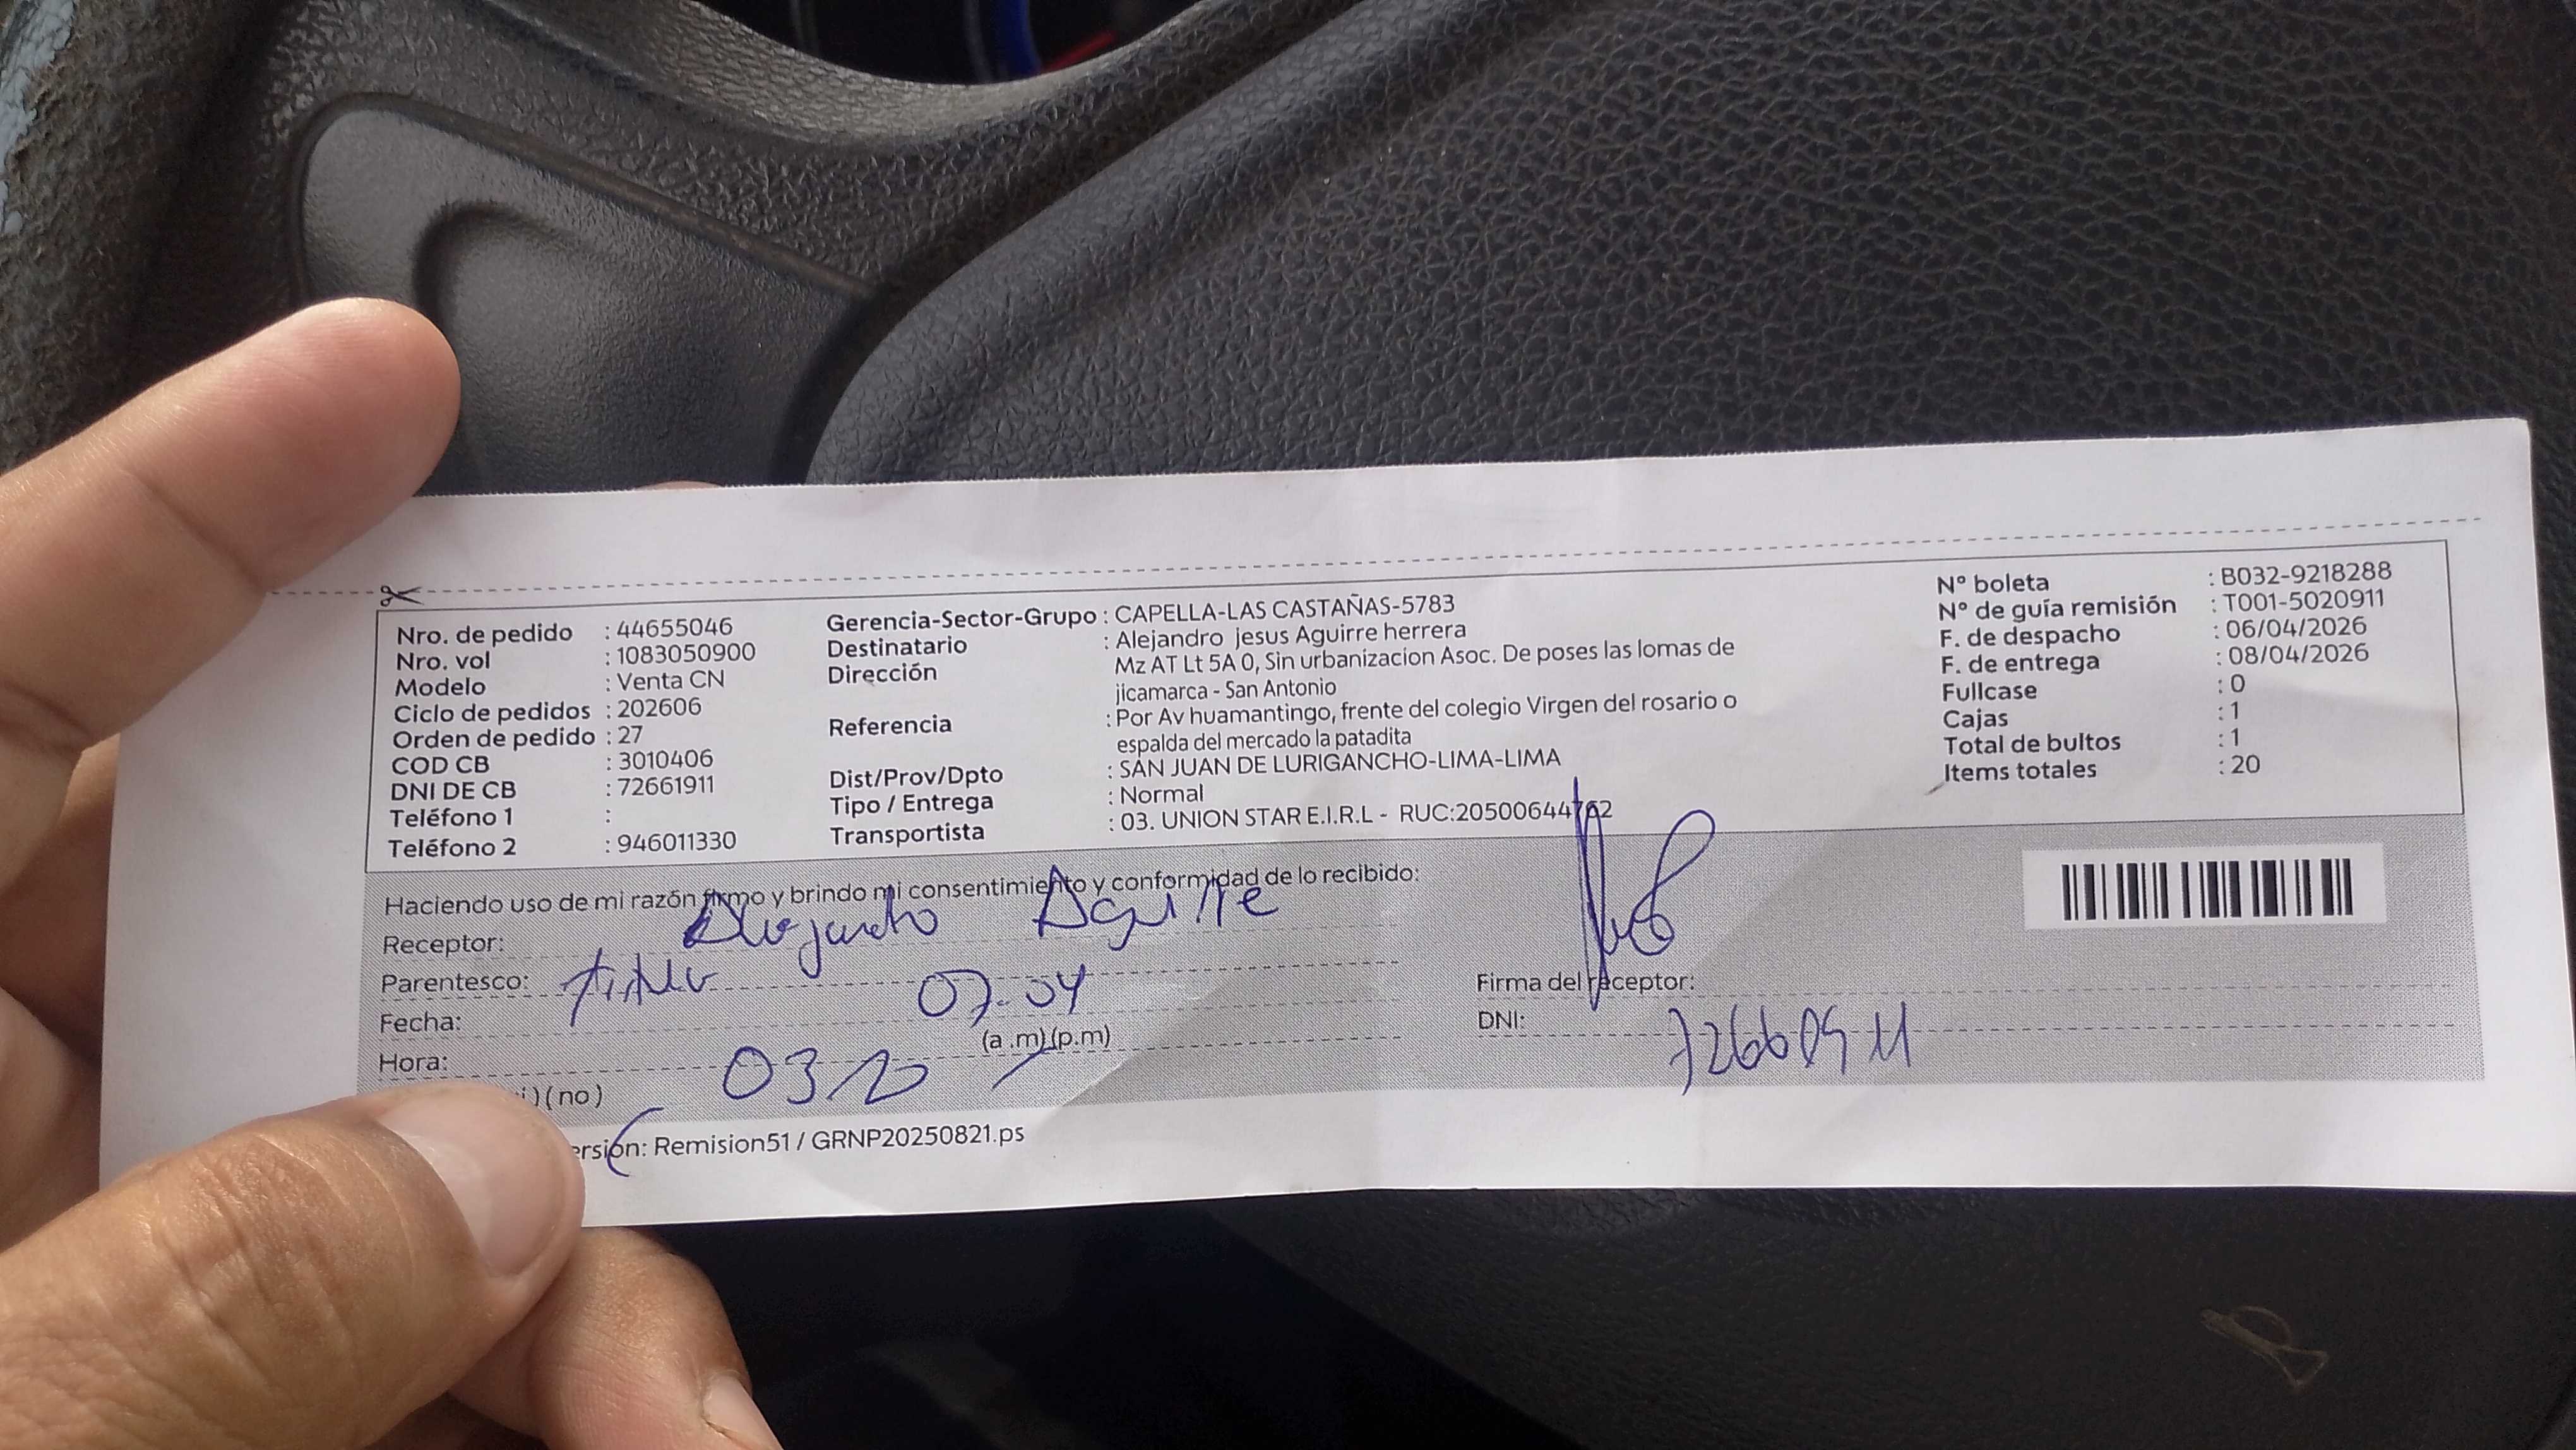 Nro. de pedido : 44655046
Nro. vol : 1083050900
Modelo : Venta CN
Ciclo de pedidos : 202606
Orden de pedido : 27
COD CB : 3010406
DNI DE CB : 72661911
Teléfono 1 :
Teléfono 2 : 946011330
Gerencia-Sector-Grupo : CAPELLA-LAS CASTAÑAS-5783
Destinatario : Alejandro jesus Aguirre herrera
Dirección Mz AT Lt 5A 0, Sin urbanizacion Asoc. De poses las lomas de
jicamarca - San Antonio
Referencia : Por Av huamantingo, frente del colegio Virgen del rosario o
espalda del mercado la patadita
Dist/Prov/Dpto : SAN JUAN DE LURIGANCHO-LIMA-LIMA
Tipo / Entrega : Normal
Transportista : 03. UNION STAR E.I.R.L - RUC:20500644762
N° boleta : B032-9218288
N° de guía remisión : T001-5020911
F. de despacho : 06/04/2026
F. de entrega : 08/04/2026
Fullcase : 0
Cajas : 1
Total de bultos : 1
Items totales : 20
Haciendo uso de mi razón firmo y brindo mi consentimiento y conformidad de lo recibido:
Receptor: Alejandro Aguirre
Parentesco:
Fecha: 07-04
Hora: 03 20 (a .m) (p.m)
) (no)
ersión: Remision51 / GRNP20250821.ps
Firma del receptor:
DNI: